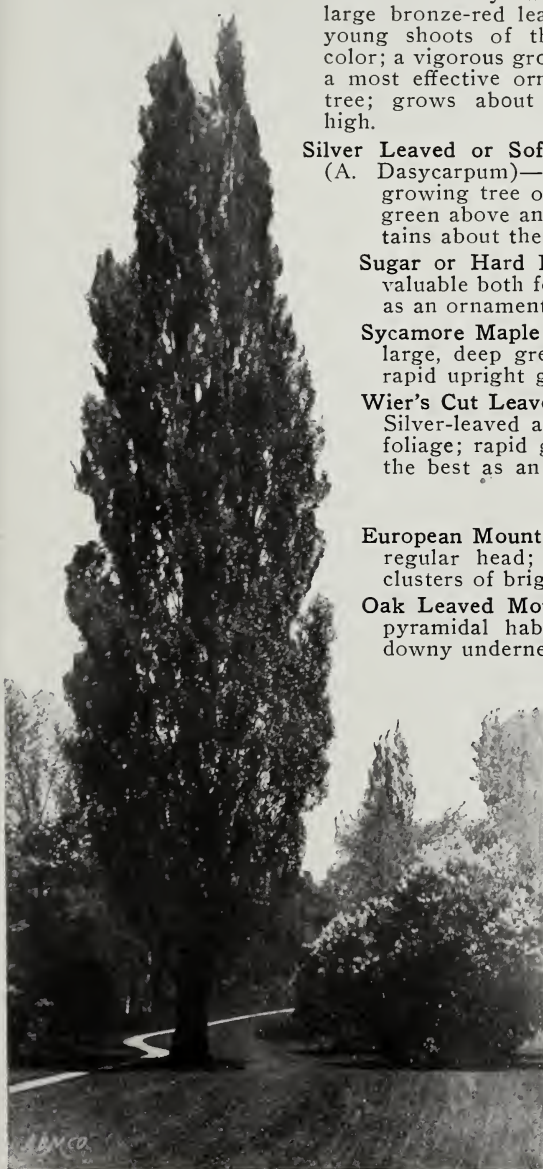 large bronze-red lea
young shoots of th
color; a vigorous gro
a most effective orn
tree; grows about
high.
Silver Leaved or Sof
(A. Dasycarpum)—
growing tree o
green above an
tains about the
Sugar or Hard
valuable both f
as an ornament
Sycamore Maple
large, deep gre
rapid upright g
Wier's Cut Leav
Silver-leaved a
foliage; rapid g
the best as an
European Mount
regular head;
clusters of brig
Oak Leaved Mo
pyramidal hab
downy underne